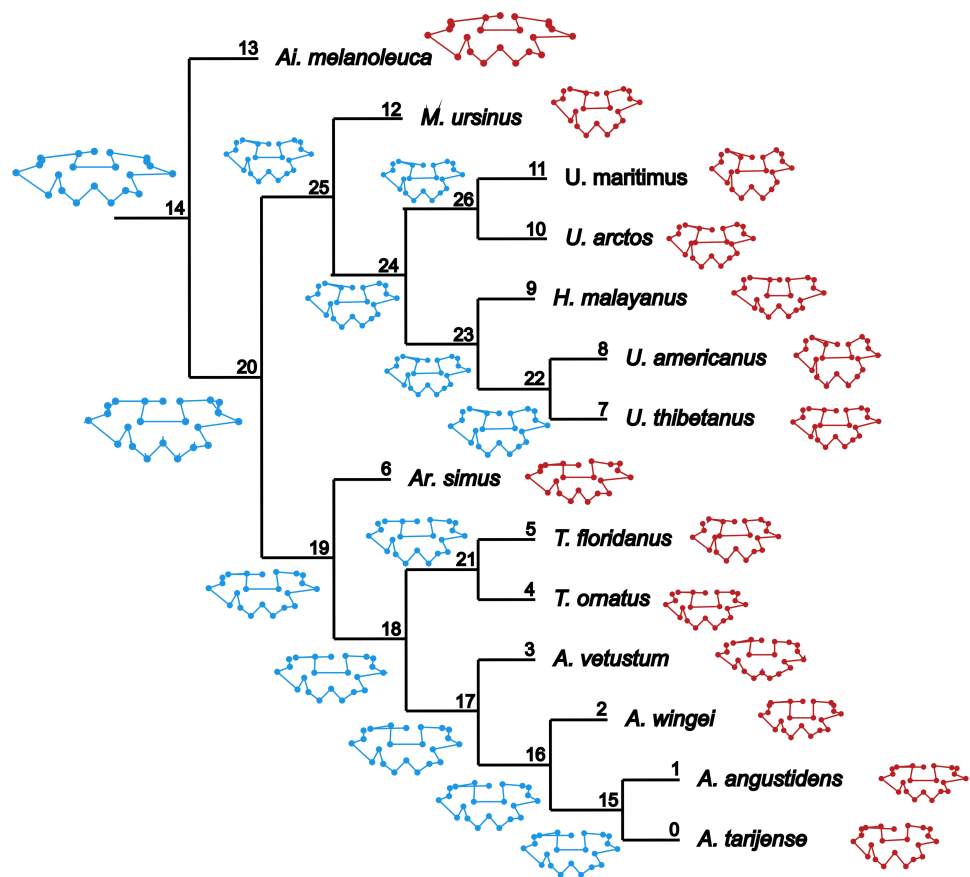 13 Ai. melanoleuca
12 M. ursinus
11 U. maritimus
25
26
14
10 U. arctos
24
9 H. malayanus
23
8 U. americanus
20
22
7 U. thibetanus
6 Ar. simus
5 T. floridanus
19
21
4 T. ornatus
18
3 A. vetustum
17
2 A. wingei
16
1 A. angustidens
15
0 A. tarijense